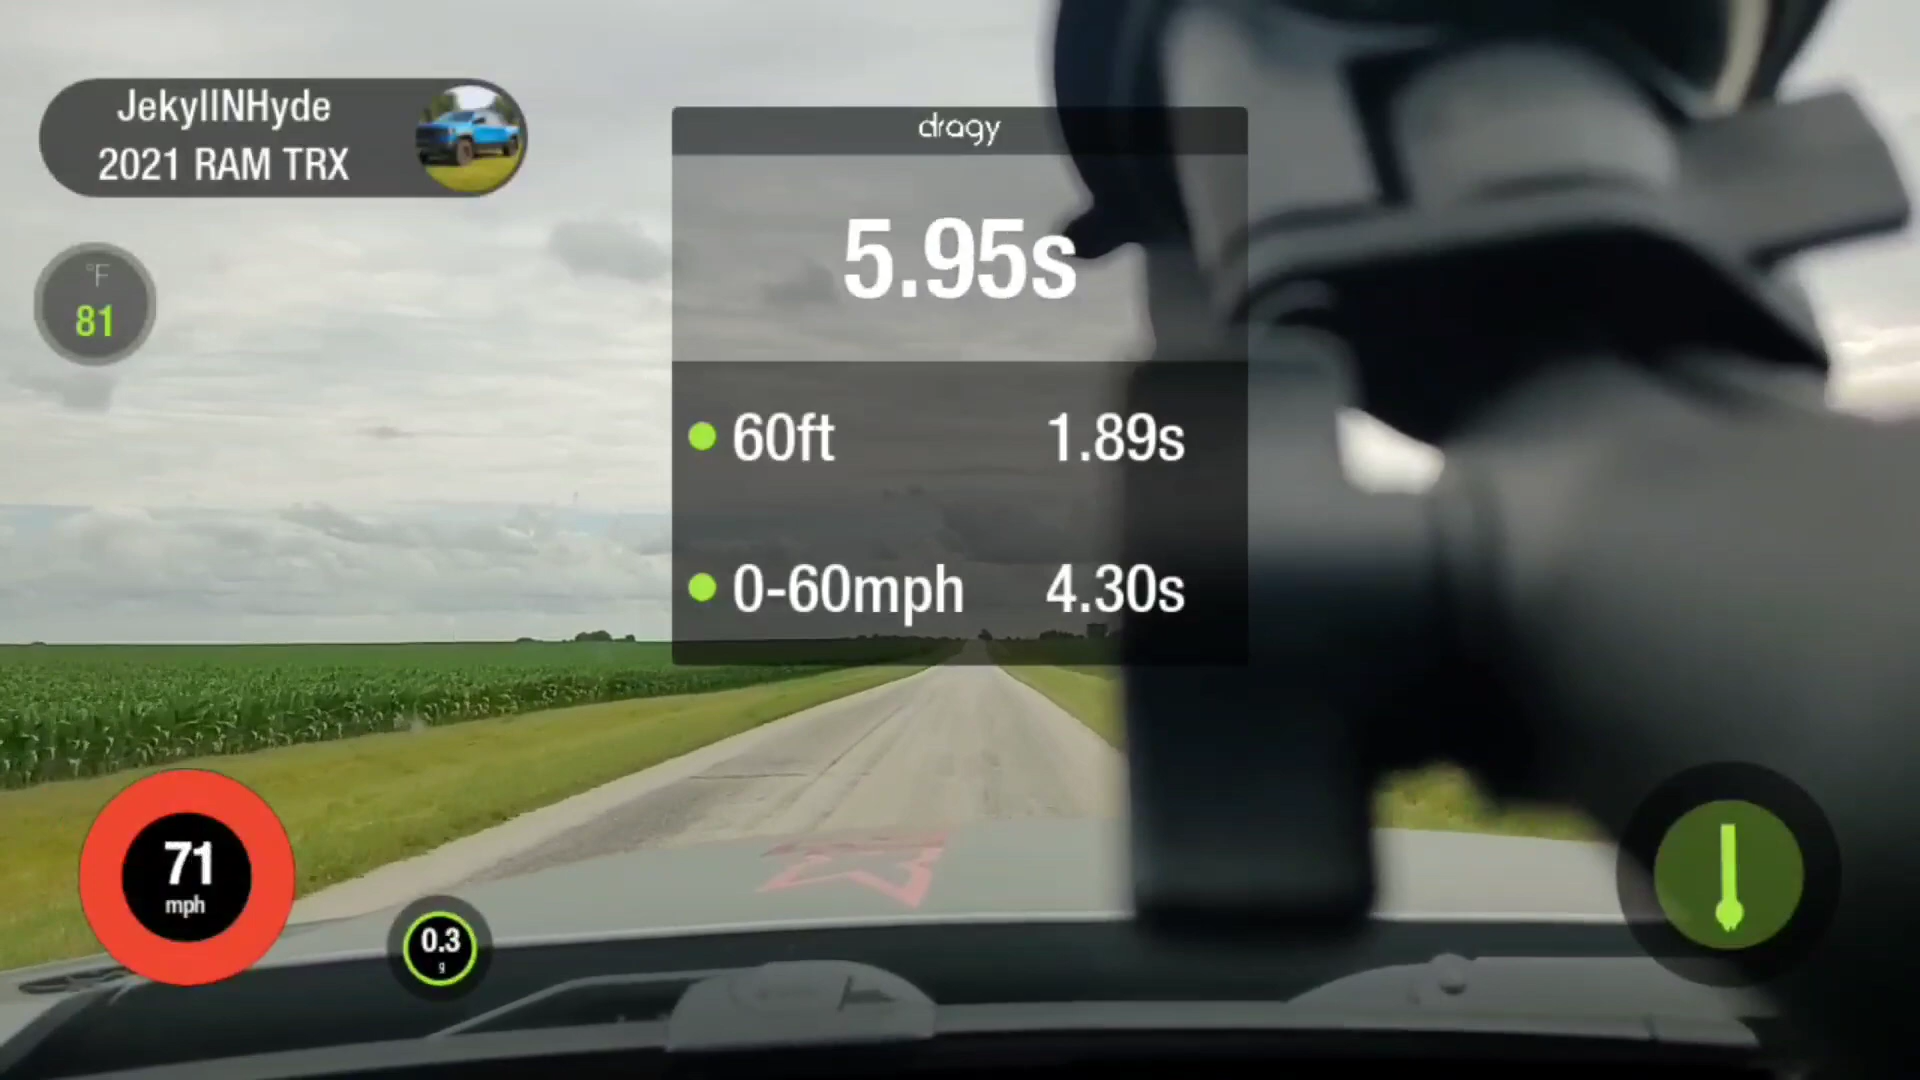 JekyllNHyde
2021 RAM TRX
°F
81
dragy
5.95s
60ft 1.89s
0-60mph 4.30s
71
mph
0.3
g